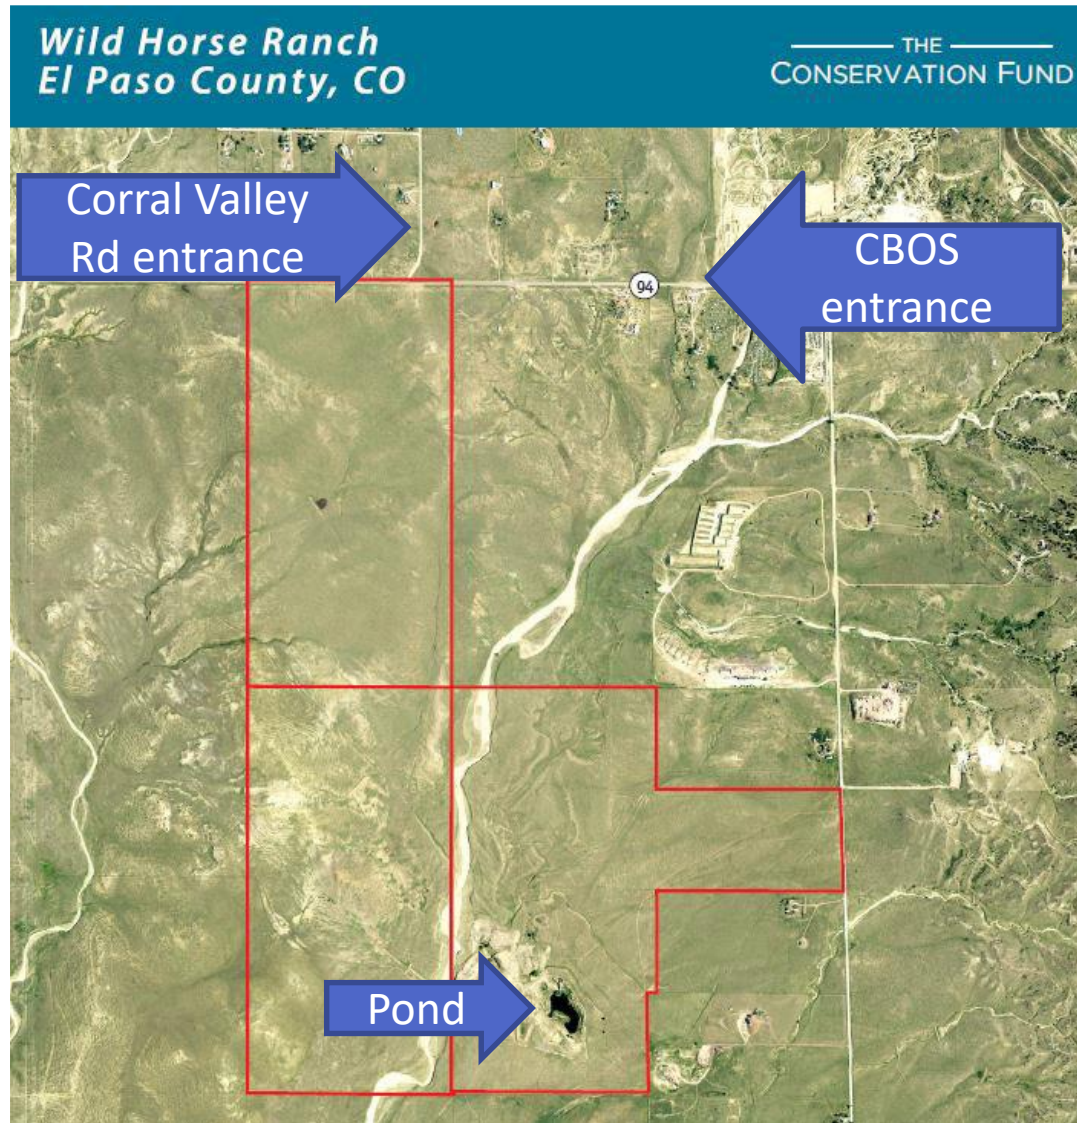 Wild Horse Ranch
El Paso County, CO
THE
CONSERVATION FUND
Corral Valley
Rd entrance
CBOS
entrance
94
Pond